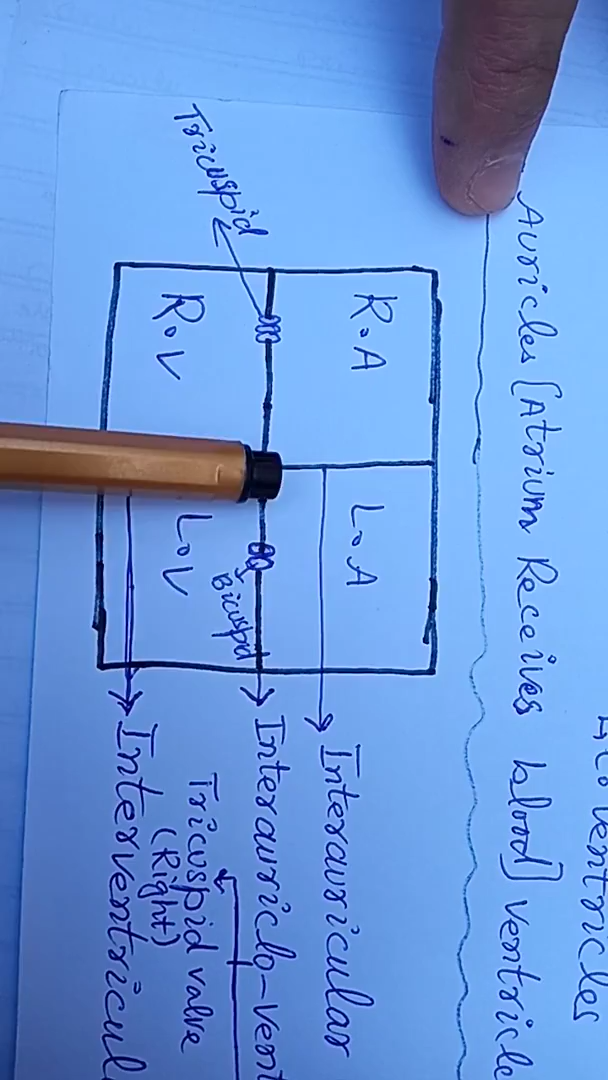 ventricles
Auricles [Atrium Receives blood] ventricle
R.A
L.A
Interauricular
Tricuspid
Bicuspid
Interauriclo-vent
R.V
L.V
Tricuspid valve
(Right)
Interventricul